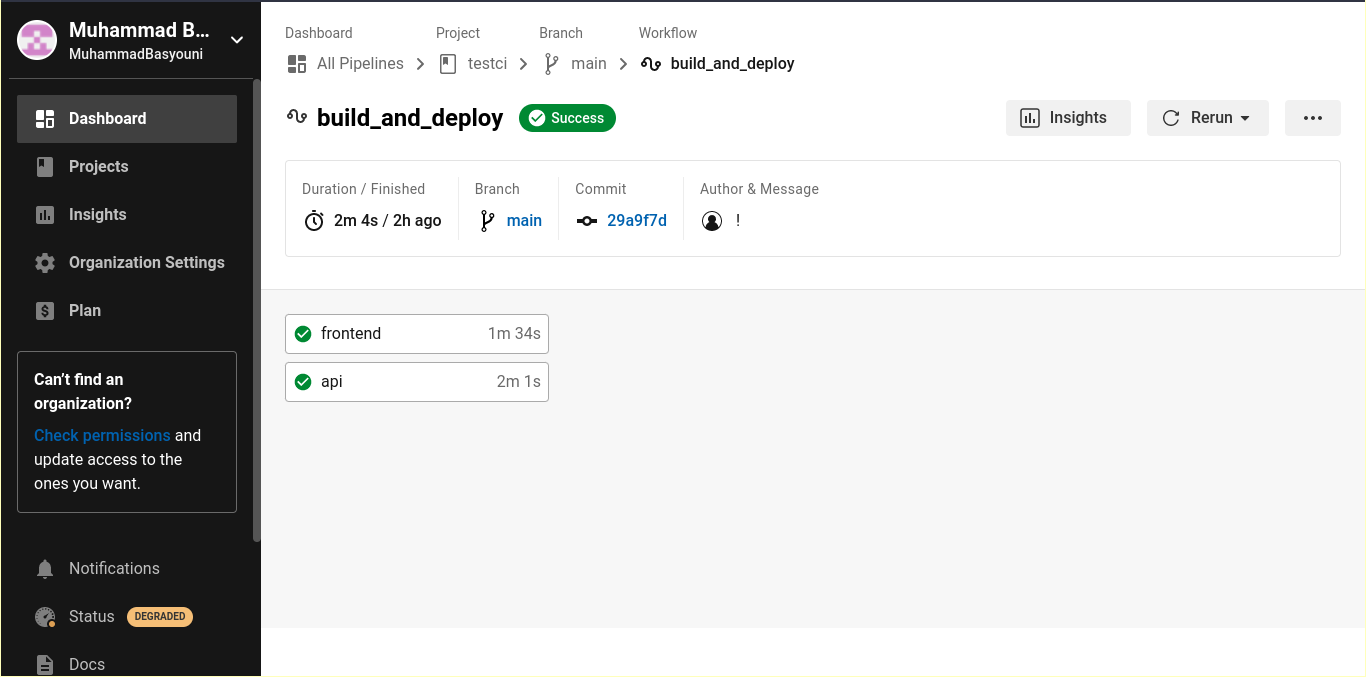 Muhammad B...
MuhammadBasyouni
Dashboard
Projects
Insights
Organization Settings
Plan
Can't find an
organization?
Check permissions and
update access to the
ones you want.
Notifications
Status DEGRADED
Docs
Dashboard Project Branch Workflow
All Pipelines testci main build_and_deploy
build_and_deploy Success Insights Rerun ...
Duration / Finished Branch Commit Author & Message
2m 4s / 2h ago main 29a9f7d !
frontend 1m 34s
api 2m 1s